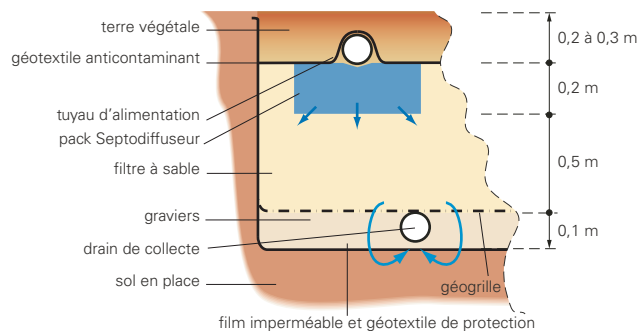 terre végétale
géotextile anticontaminant
tuyau d'alimentation
pack Septodiffuseur
filtre à sable
graviers
drain de collecte
sol en place
film imperméable et géotextile de protection
géogrille
0,2 à 0,3 m
0,2 m
0,5 m
0,1 m